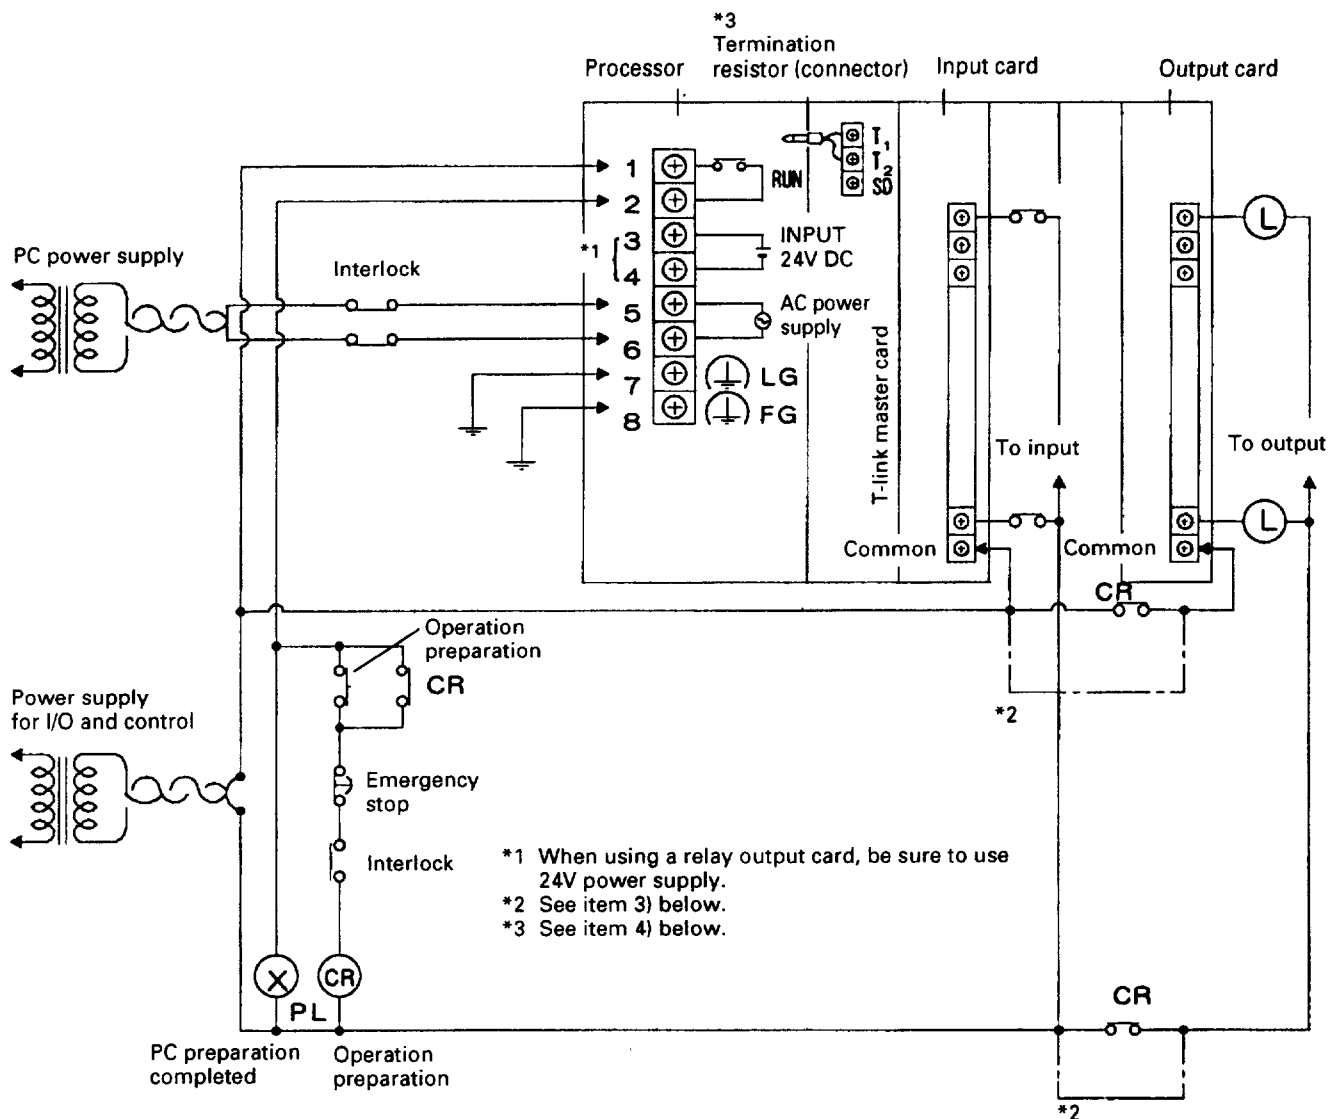 *3
Termination
resistor (connector)
Processor
Input card
Output card
1
2
3
4
5
6
7
8
*1
RUN
INPUT
24V DC
AC power
supply
LG
FG
T1
T2
SD
T-link master card
PC power supply
Interlock
L
L
To input
To output
Common
Common
CR
Operation
preparation
CR
*2
Power supply
for I/O and control
Emergency
stop
Interlock
*1 When using a relay output card, be sure to use
24V power supply.
*2 See item 3) below.
*3 See item 4) below.
X
CR
PL
CR
PC preparation
completed
Operation
preparation
*2